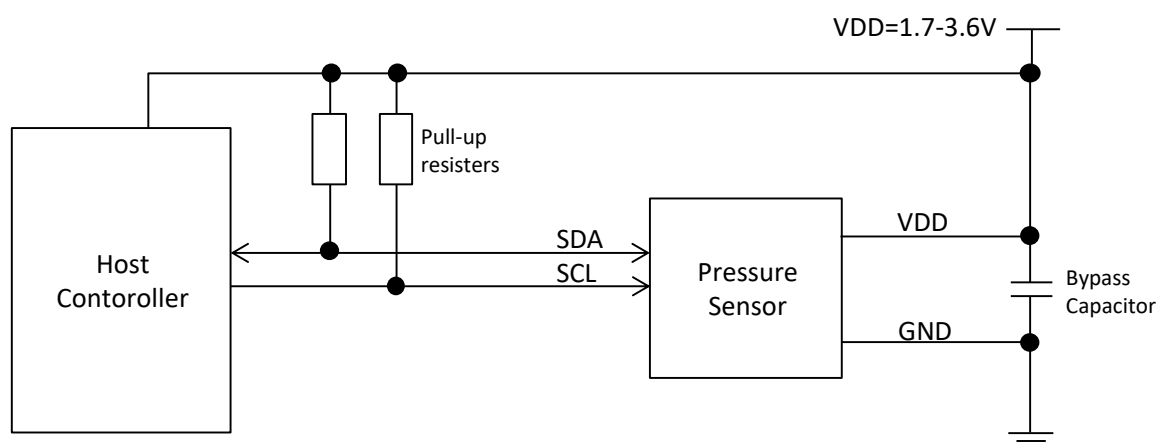 VDD=1.7-3.6V
Pull-up
resisters
Host
Contoroller
SDA
SCL
Pressure
Sensor
VDD
GND
Bypass
Capacitor